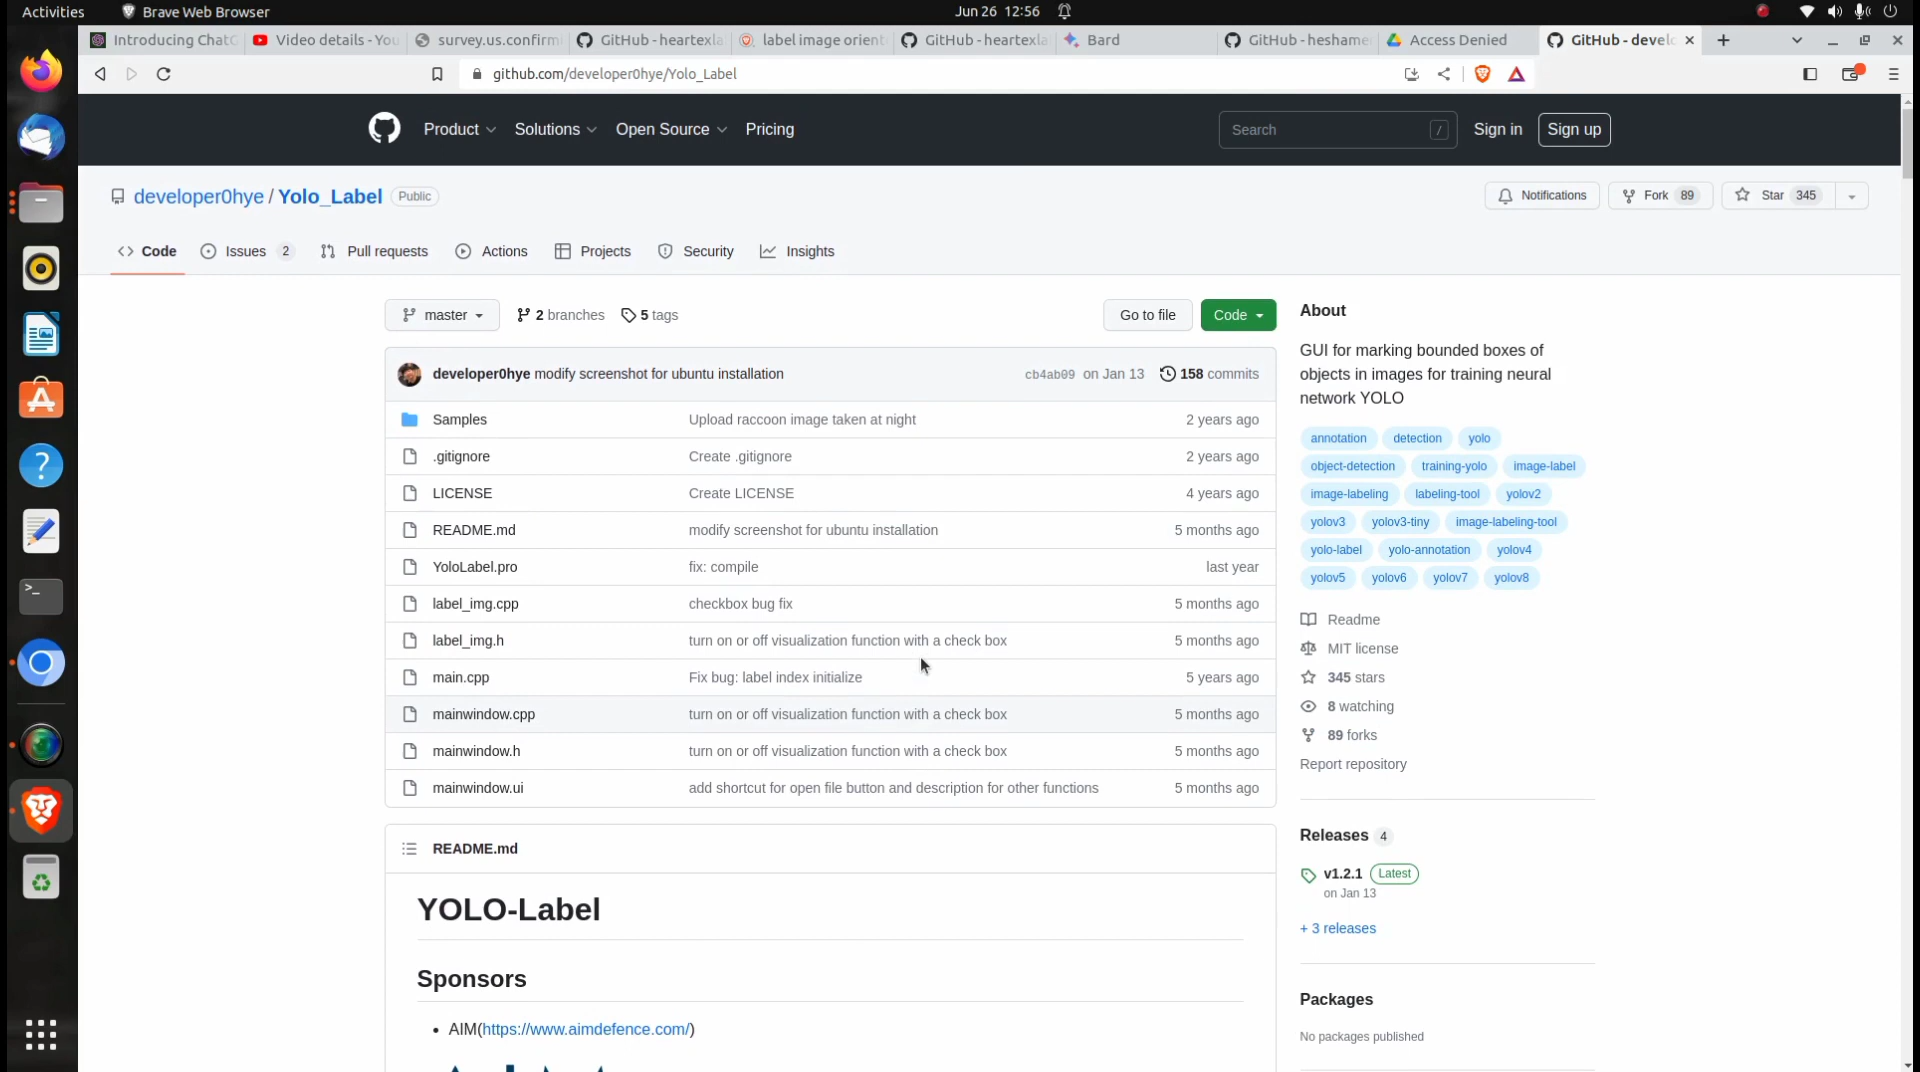 Activities Brave Web Browser Jun 26 12:56
Introducing ChatG Video details - You survey.us.confirmi GitHub - heartexla label image orient GitHub - heartexla Bard GitHub - heshame Access Denied GitHub - develo
github.com/developer0hye/Yolo_Label
Product Solutions Open Source Pricing Search / Sign in Sign up
developer0hye / Yolo_Label Public Notifications Fork 89 Star 345
Code Issues 2 Pull requests Actions Projects Security Insights
master 2 branches 5 tags Go to file Code
developer0hye modify screenshot for ubuntu installation cb4ab09 on Jan 13 158 commits
Samples Upload raccoon image taken at night 2 years ago
.gitignore Create .gitignore 2 years ago
LICENSE Create LICENSE 4 years ago
README.md modify screenshot for ubuntu installation 5 months ago
YoloLabel.pro fix: compile last year
label_img.cpp checkbox bug fix 5 months ago
label_img.h turn on or off visualization function with a check box 5 months ago
main.cpp Fix bug: label index initialize 5 years ago
mainwindow.cpp turn on or off visualization function with a check box 5 months ago
mainwindow.h turn on or off visualization function with a check box 5 months ago
mainwindow.ui add shortcut for open file button and description for other functions 5 months ago
README.md
YOLO-Label
Sponsors
• AIM(https://www.aimdefence.com/)
About
GUI for marking bounded boxes of
objects in images for training neural
network YOLO
annotation detection yolo
object-detection training-yolo image-label
image-labeling labeling-tool yolov2
yolov3 yolov3-tiny image-labeling-tool
yolo-label yolo-annotation yolov4
yolov5 yolov6 yolov7 yolov8
Readme
MIT license
345 stars
8 watching
89 forks
Report repository
Releases 4
v1.2.1 Latest
on Jan 13
+ 3 releases
Packages
No packages published